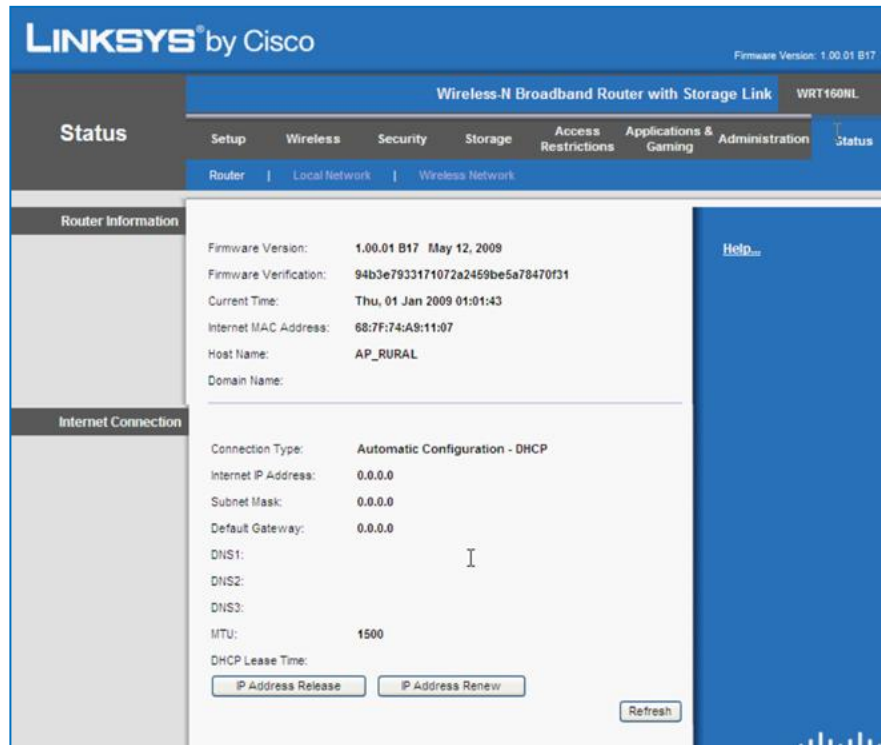 LINKSYS® by Cisco
Firmware Version: 1.00.01 B17
Wireless-N Broadband Router with Storage Link WRT160NL
Status
Setup Wireless Security Storage Access Restrictions Applications & Gaming Administration Status
Router | Local Network | Wireless Network
Router Information
Firmware Version: 1.00.01 B17 May 12, 2009
Help...
Firmware Verification: 94b3e7933171072a2459be5a78470f31
Current Time: Thu, 01 Jan 2009 01:01:43
Internet MAC Address: 68:7F:74:A9:11:07
Host Name: AP_RURAL
Domain Name:
Internet Connection
Connection Type: Automatic Configuration - DHCP
Internet IP Address: 0.0.0.0
Subnet Mask: 0.0.0.0
Default Gateway: 0.0.0.0
DNS1:
DNS2:
DNS3:
MTU: 1500
DHCP Lease Time:
IP Address Release IP Address Renew
Refresh